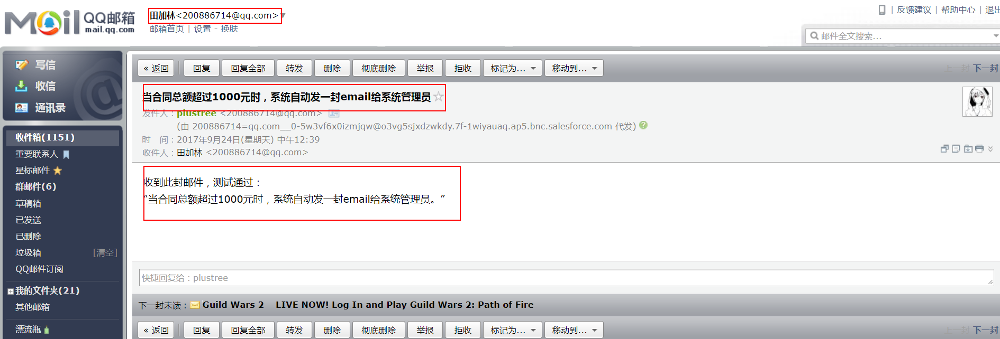 MOil QQ邮箱 mail.qq.com
田加林<200886714@qq.com>
邮箱首页 | 设置 - 换肤
| 反馈建议 | 帮助中心 | 退出
邮件全文搜索...
写信
收信
通讯录
收件箱(1151)
重要联系人
星标邮件
群邮件(6)
草稿箱
已发送
已删除
垃圾箱 [清空]
QQ邮件订阅
我的文件夹(21)
其他邮箱
漂流瓶
« 返回 回复 回复全部 转发 删除 彻底删除 举报 拒收 标记为... 移动到... 上一封 下一封
当合同总额超过1000元时，系统自动发一封email给系统管理员
发件人：plustree <200886714@qq.com>
(由 200886714=qq.com__0-5w3vf6x0izmjqw@o3vg5sjxdzwkdy.7f-1wiyauaq.ap5.bnc.salesforce.com 代发)
时 间：2017年9月24日(星期天) 中午12:39
收件人：田加林 <200886714@qq.com>
收到此封邮件，测试通过：
“当合同总额超过1000元时，系统自动发一封email给系统管理员。”
快捷回复给：plustree
下一封未读：Guild Wars 2 LIVE NOW! Log In and Play Guild Wars 2: Path of Fire
« 返回 回复 回复全部 转发 删除 彻底删除 举报 拒收 标记为... 移动到... 上一封 下一封